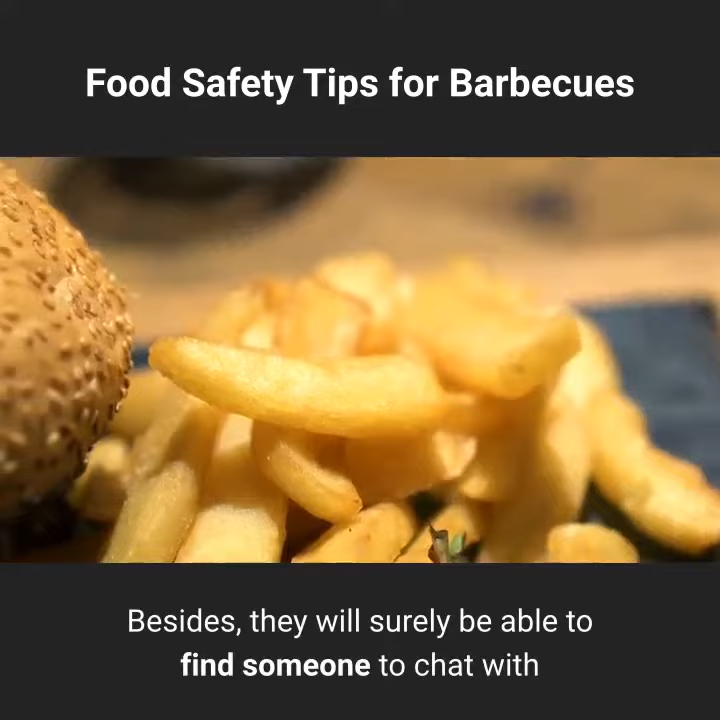 Food Safety Tips for Barbecues
Besides, they will surely be able to
find someone to chat with